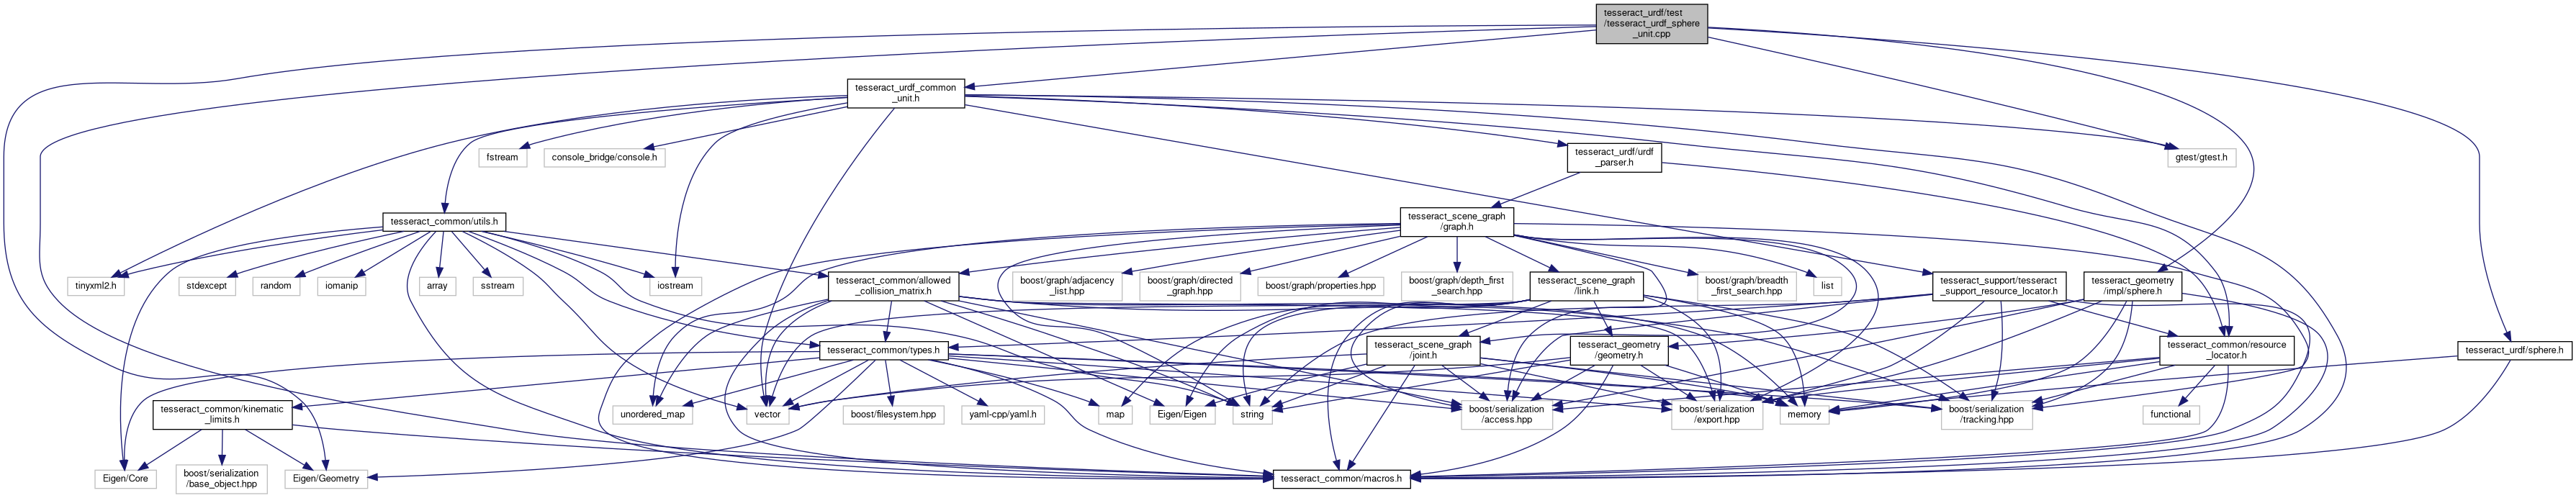 tesseract_urdf/test
/tesseract_urdf_sphere
_unit.cpp
tesseract_urdf_common
_unit.h
fstream
console_bridge/console.h
tesseract_urdf/urdf
_parser.h
gtest/gtest.h
tesseract_common/utils.h
tesseract_scene_graph
/graph.h
tinyxml2.h
stdexcept
random
iomanip
array
sstream
iostream
tesseract_common/allowed
_collision_matrix.h
boost/graph/adjacency
_list.hpp
boost/graph/directed
_graph.hpp
boost/graph/properties.hpp
boost/graph/depth_first
_search.hpp
tesseract_scene_graph
/link.h
boost/graph/breadth
_first_search.hpp
list
tesseract_support/tesseract
_support_resource_locator.h
tesseract_geometry
/impl/sphere.h
tesseract_common/types.h
tesseract_scene_graph
/joint.h
tesseract_geometry
/geometry.h
tesseract_common/resource
_locator.h
tesseract_urdf/sphere.h
tesseract_common/kinematic
_limits.h
unordered_map
vector
boost/filesystem.hpp
yaml-cpp/yaml.h
map
Eigen/Eigen
string
boost/serialization
/access.hpp
boost/serialization
/export.hpp
memory
boost/serialization
/tracking.hpp
functional
Eigen/Core
boost/serialization
/base_object.hpp
Eigen/Geometry
tesseract_common/macros.h